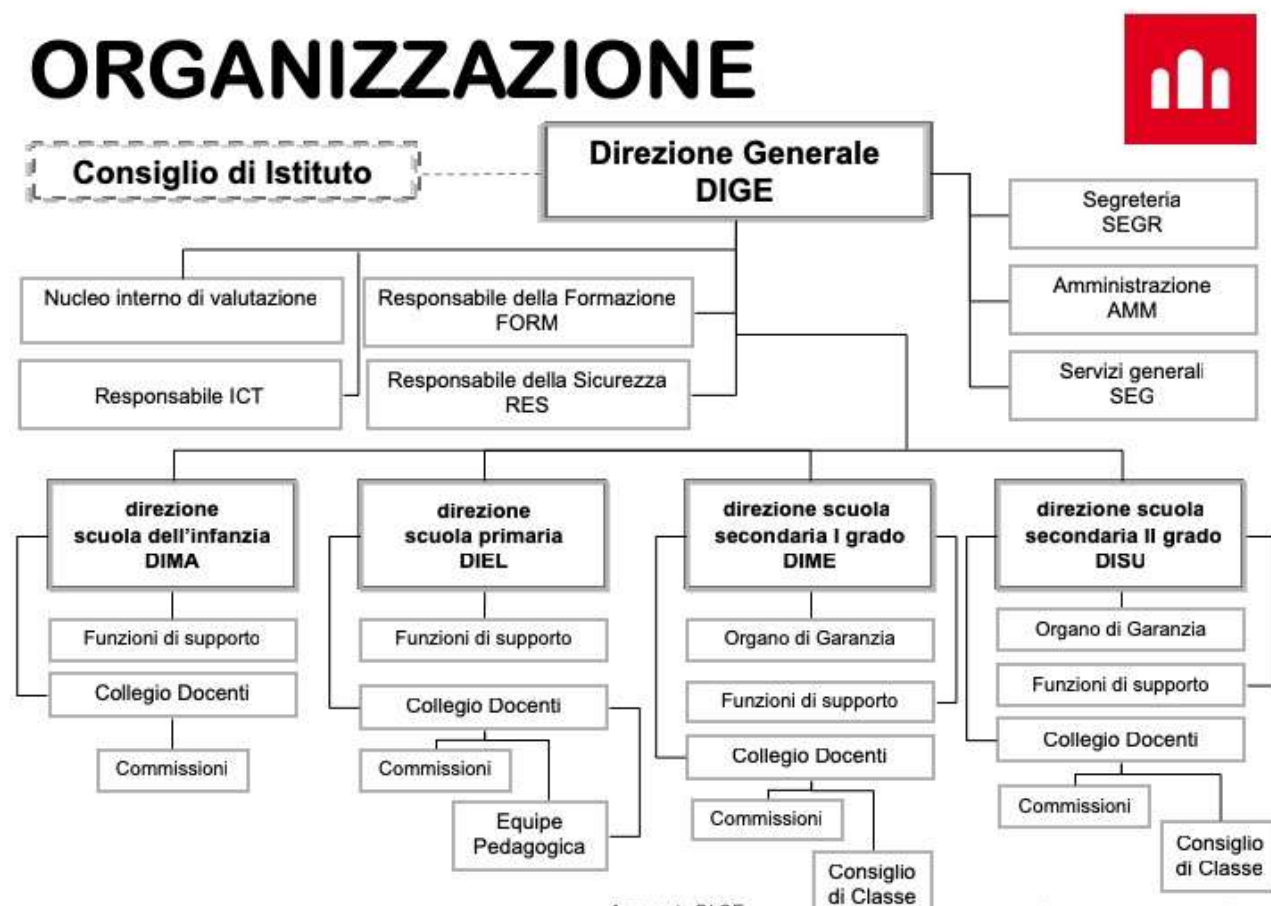 ORGANIZZAZIONE
Consiglio di Istituto
Direzione Generale
DIGE
Segreteria
SEGR
Amministrazione
AMM
Servizi generali
SEG
Nucleo interno di valutazione
Responsabile della Formazione
FORM
Responsabile ICT
Responsabile della Sicurezza
RES
direzione
scuola dell'infanzia
DIMA
Funzioni di supporto
Collegio Docenti
Commissioni
direzione
scuola primaria
DIEL
Funzioni di supporto
Collegio Docenti
Commissioni
Equipe
Pedagogica
direzione scuola
secondaria I grado
DIME
Organo di Garanzia
Funzioni di supporto
Collegio Docenti
Commissioni
Consiglio
di Classe
direzione scuola
secondaria II grado
DISU
Organo di Garanzia
Funzioni di supporto
Collegio Docenti
Commissioni
Consiglio
di Classe